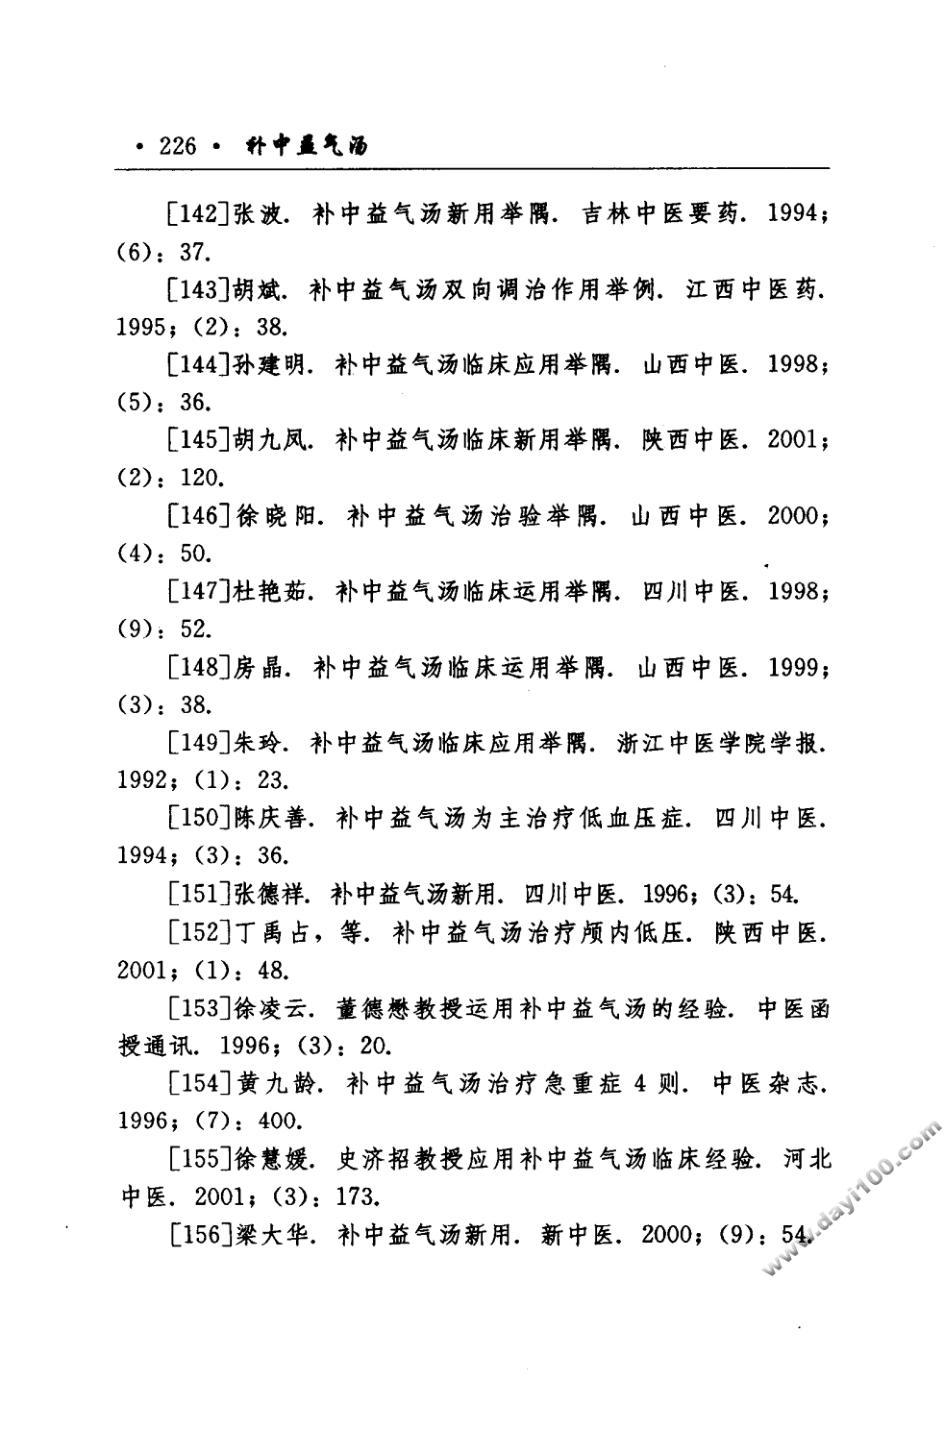 · 226 · 补中益气汤
[142]张波. 补中益气汤新用举隅. 吉林中医要药. 1994;
(6): 37.
[143]胡斌. 补中益气汤双向调治作用举例. 江西中医药.
1995; (2): 38.
[144]孙建明. 补中益气汤临床应用举隅. 山西中医. 1998;
(5): 36.
[145]胡九凤. 补中益气汤临床新用举隅. 陕西中医. 2001;
(2): 120.
[146]徐晓阳. 补中益气汤治验举隅. 山西中医. 2000;
(4): 50.
[147]杜艳茹. 补中益气汤临床运用举隅. 四川中医. 1998;
(9): 52.
[148]房晶. 补中益气汤临床运用举隅. 山西中医. 1999;
(3): 38.
[149]朱玲. 补中益气汤临床应用举隅. 浙江中医学院学报.
1992; (1): 23.
[150]陈庆善. 补中益气汤为主治疗低血压症. 四川中医.
1994; (3): 36.
[151]张德祥. 补中益气汤新用. 四川中医. 1996; (3): 54.
[152]丁禹占, 等. 补中益气汤治疗颅内低压. 陕西中医.
2001; (1): 48.
[153]徐凌云. 董德懋教授运用补中益气汤的经验. 中医函
授通讯. 1996; (3): 20.
[154]黄九龄. 补中益气汤治疗急重症 4 则. 中医杂志.
1996; (7): 400.
[155]徐慧媛. 史济招教授应用补中益气汤临床经验. 河北
中医. 2001; (3): 173.
[156]梁大华. 补中益气汤新用. 新中医. 2000; (9): 54.
www.dayi100.com